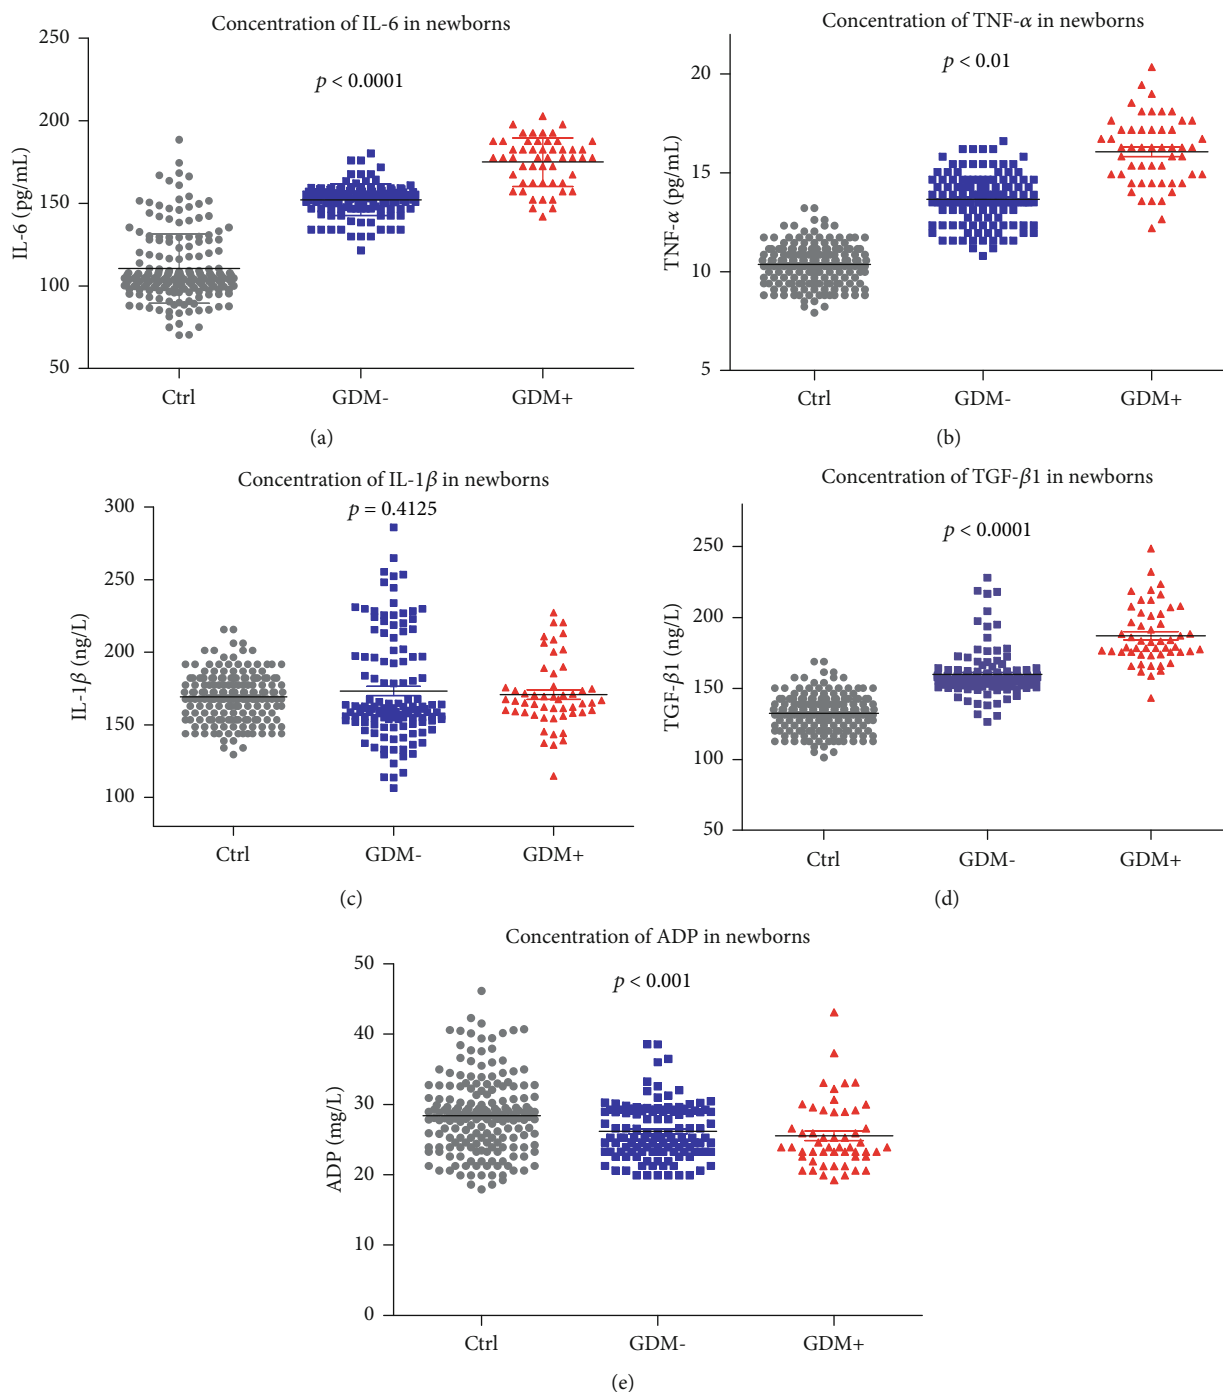 Concentration of IL-6 in newborns
p < 0.0001
IL-6 (pg/mL)
250
200
150
100
50
Ctrl
GDM-
GDM+
(a)
Concentration of TNF-α in newborns
p < 0.01
TNF-α (pg/mL)
20
15
10
5
Ctrl
GDM-
GDM+
(b)
Concentration of IL-1β in newborns
p = 0.4125
IL-1β (ng/L)
300
250
200
150
100
Ctrl
GDM-
GDM+
(c)
Concentration of TGF-β1 in newborns
p < 0.0001
TGF-β1 (ng/L)
250
200
150
100
50
Ctrl
GDM-
GDM+
(d)
Concentration of ADP in newborns
p < 0.001
ADP (mg/L)
50
40
30
20
10
0
Ctrl
GDM-
GDM+
(e)